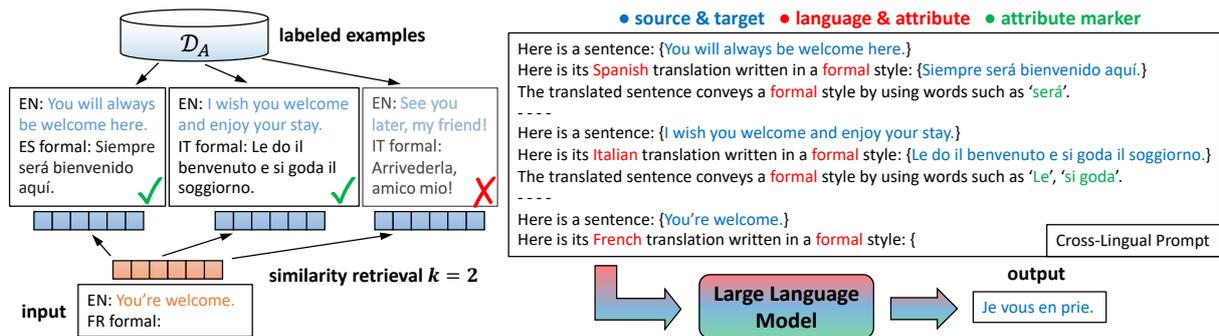 𝒟_A
labeled examples
EN: You will always
be welcome here.
ES formal: Siempre
será bienvenido
aquí.
EN: I wish you welcome
and enjoy your stay.
IT formal: Le do il
benvenuto e si goda il
soggiorno.
EN: See you
later, my friend!
IT formal:
Arrivederla,
amico mio!
similarity retrieval k = 2
input
EN: You’re welcome.
FR formal:
● source & target ● language & attribute ● attribute marker
Here is a sentence: {You will always be welcome here.}
Here is its Spanish translation written in a formal style: {Siempre será bienvenido aquí.}
The translated sentence conveys a formal style by using words such as ‘será’.
- - - -
Here is a sentence: {I wish you welcome and enjoy your stay.}
Here is its Italian translation written in a formal style: {Le do il benvenuto e si goda il soggiorno.}
The translated sentence conveys a formal style by using words such as ‘Le’, ‘si goda’.
- - - -
Here is a sentence: {You’re welcome.}
Here is its French translation written in a formal style: {
Cross-Lingual Prompt
Large Language
Model
output
Je vous en prie.